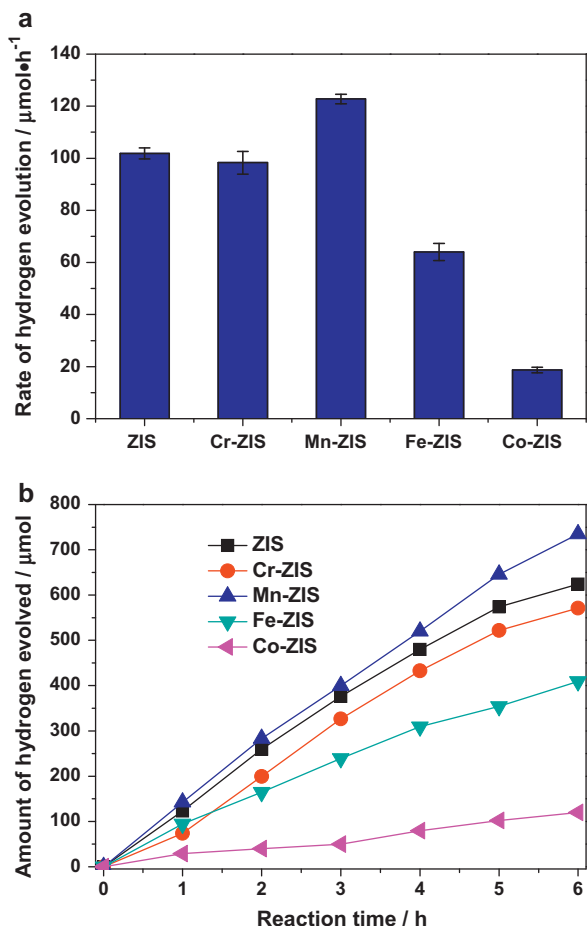 a
Rate of hydrogen evolution / μmol•h⁻¹
140
120
100
80
60
40
20
0
ZIS Cr-ZIS Mn-ZIS Fe-ZIS Co-ZIS
b
Amount of hydrogen evolved / μmol
800
700
600
500
400
300
200
100
0
ZIS
Cr-ZIS
Mn-ZIS
Fe-ZIS
Co-ZIS
0 1 2 3 4 5 6
Reaction time / h